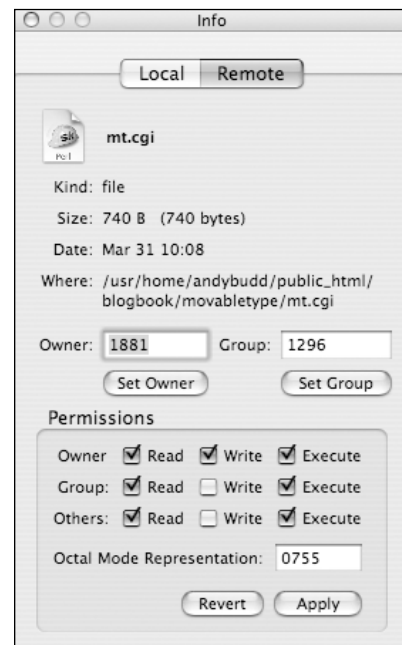 Info
Local Remote
mt.cgi
Perl
Kind: file
Size: 740 B (740 bytes)
Date: Mar 31 10:08
Where: /usr/home/andybudd/public_html/
blogbook/movabletype/mt.cgi
Owner: 1881 Group: 1296
Set Owner Set Group
Permissions
Owner Read Write Execute
Group: Read Write Execute
Others: Read Write Execute
Octal Mode Representation: 0755
Revert Apply